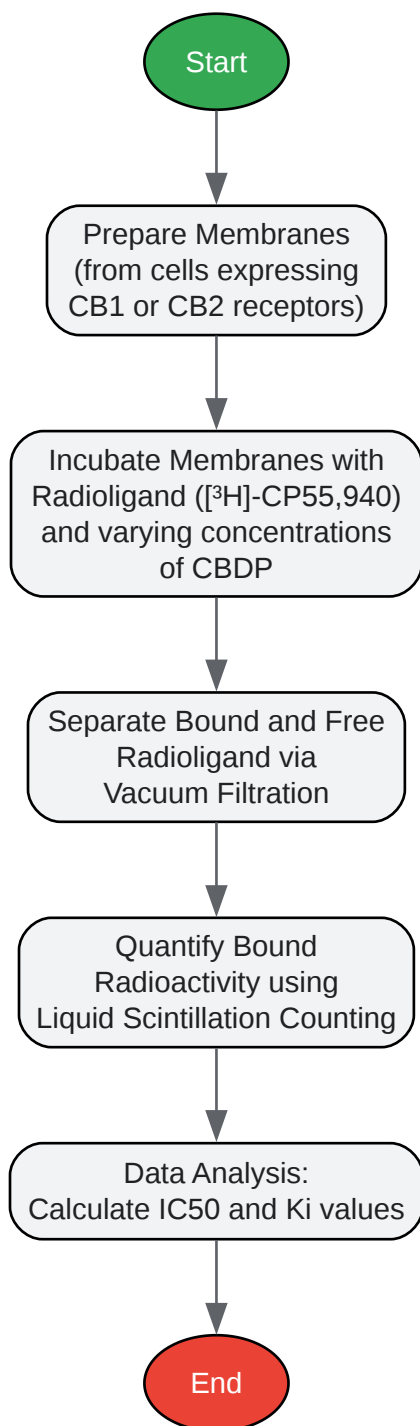 Start
Prepare Membranes
(from cells expressing
CB1 or CB2 receptors)
Incubate Membranes with
Radioligand ([³H]-CP55,940)
and varying concentrations
of CBDP
Separate Bound and Free
Radioligand via
Vacuum Filtration
Quantify Bound
Radioactivity using
Liquid Scintillation Counting
Data Analysis:
Calculate IC50 and Ki values
End